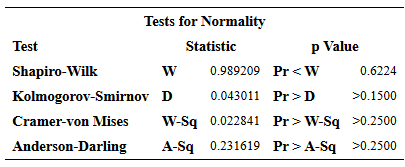 Tests for Normality
Test Statistic p Value
Shapiro-Wilk W 0.989209 Pr < W 0.6224
Kolmogorov-Smirnov D 0.043011 Pr > D >0.1500
Cramer-von Mises W-Sq 0.022841 Pr > W-Sq >0.2500
Anderson-Darling A-Sq 0.231619 Pr > A-Sq >0.2500